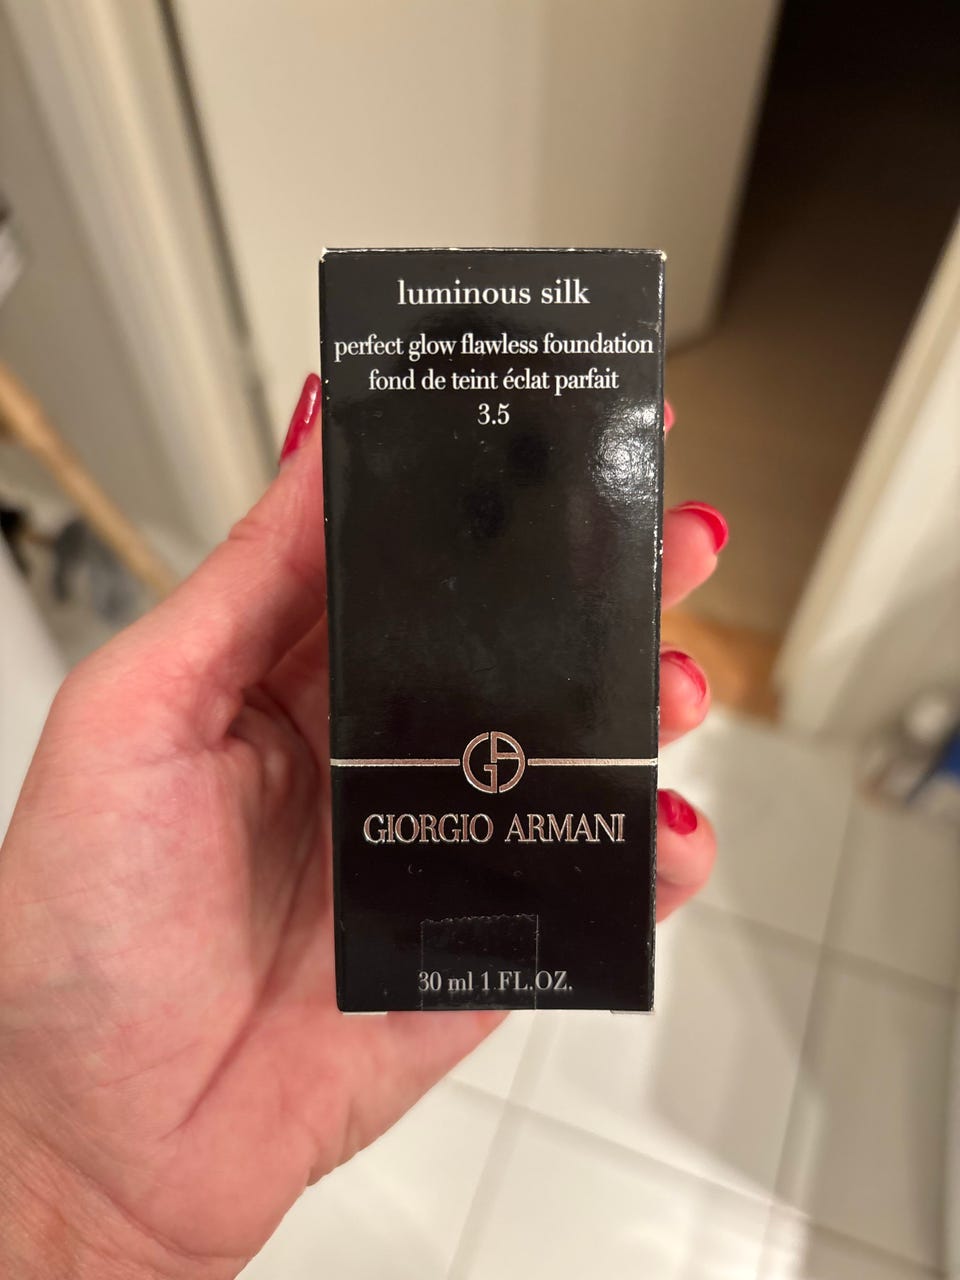 luminous silk
perfect glow flawless foundation
fond de teint éclat parfait
3.5
GA
GIORGIO ARMANI
30 ml 1 FL.OZ.